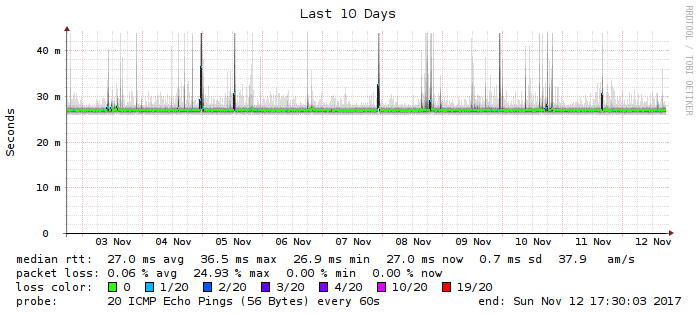 Last 10 Days
RRDTOOL / TOBI OETIKER
Seconds
40 m
30 m
20 m
10 m
0
03 Nov 04 Nov 05 Nov 06 Nov 07 Nov 08 Nov 09 Nov 10 Nov 11 Nov 12 Nov
median rtt: 27.0 ms avg 36.5 ms max 26.9 ms min 27.0 ms now 0.7 ms sd 37.9 am/s
packet loss: 0.06 % avg 24.93 % max 0.00 % min 0.00 % now
loss color: 0 1/20 2/20 3/20 4/20 10/20 19/20
probe: 20 ICMP Echo Pings (56 Bytes) every 60s end: Sun Nov 12 17:30:03 2017